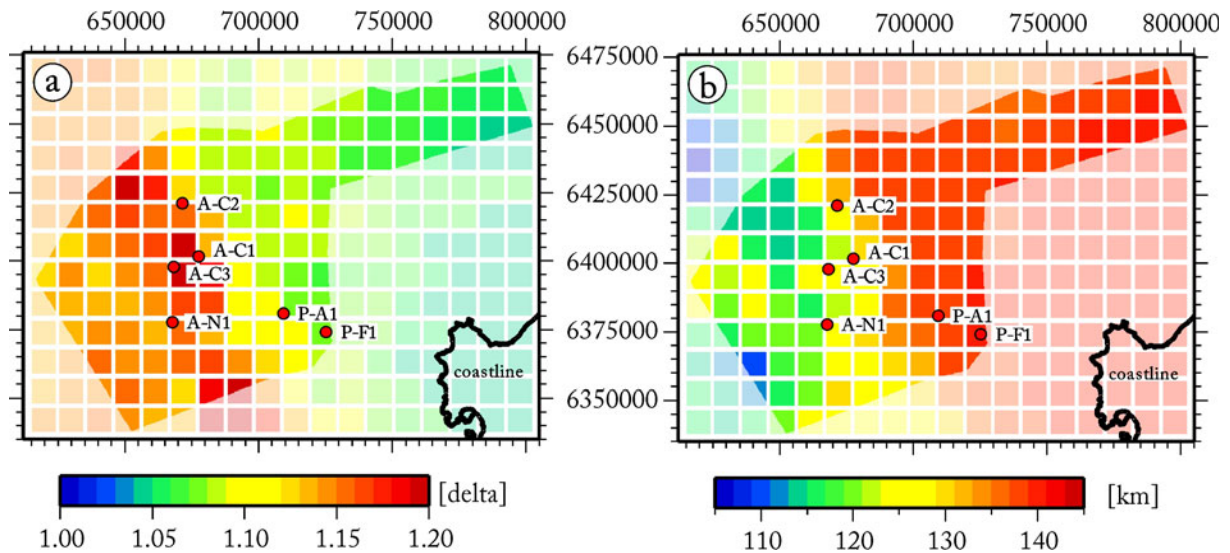 650000 700000 750000 800000
650000 700000 750000 800000
a
A-C2
A-C1
A-C3
A-N1
P-A1
P-F1
coastline
6475000
6450000
6425000
6400000
6375000
6350000
b
A-C2
A-C1
A-C3
A-N1
P-A1
P-F1
coastline
[delta]
1.00 1.05 1.10 1.15 1.20
[km]
110 120 130 140